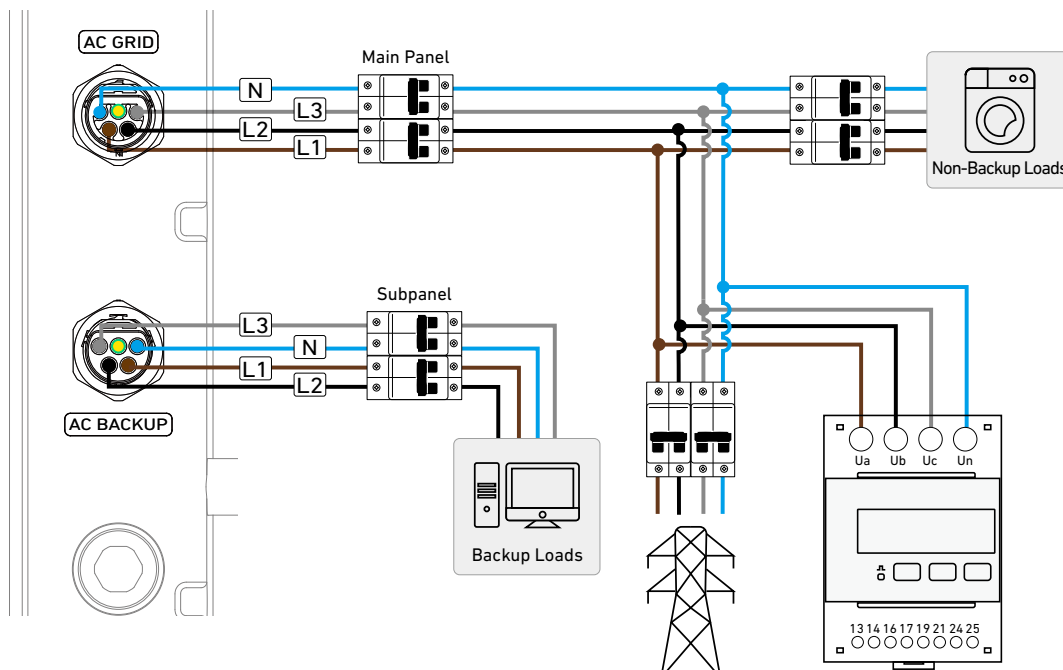 AC GRID
Main Panel
N
L3
L2
L1
Non-Backup Loads
Subpanel
L3
N
L1
L2
AC BACKUP
Ua Ub Uc Un
Backup Loads
13 14 16 17 19 21 24 25